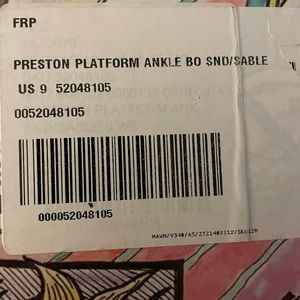 FRP
PRESTON PLATFORM ANKLE BO SND/SABLE
US 9 52048105
0052048105
000052048105